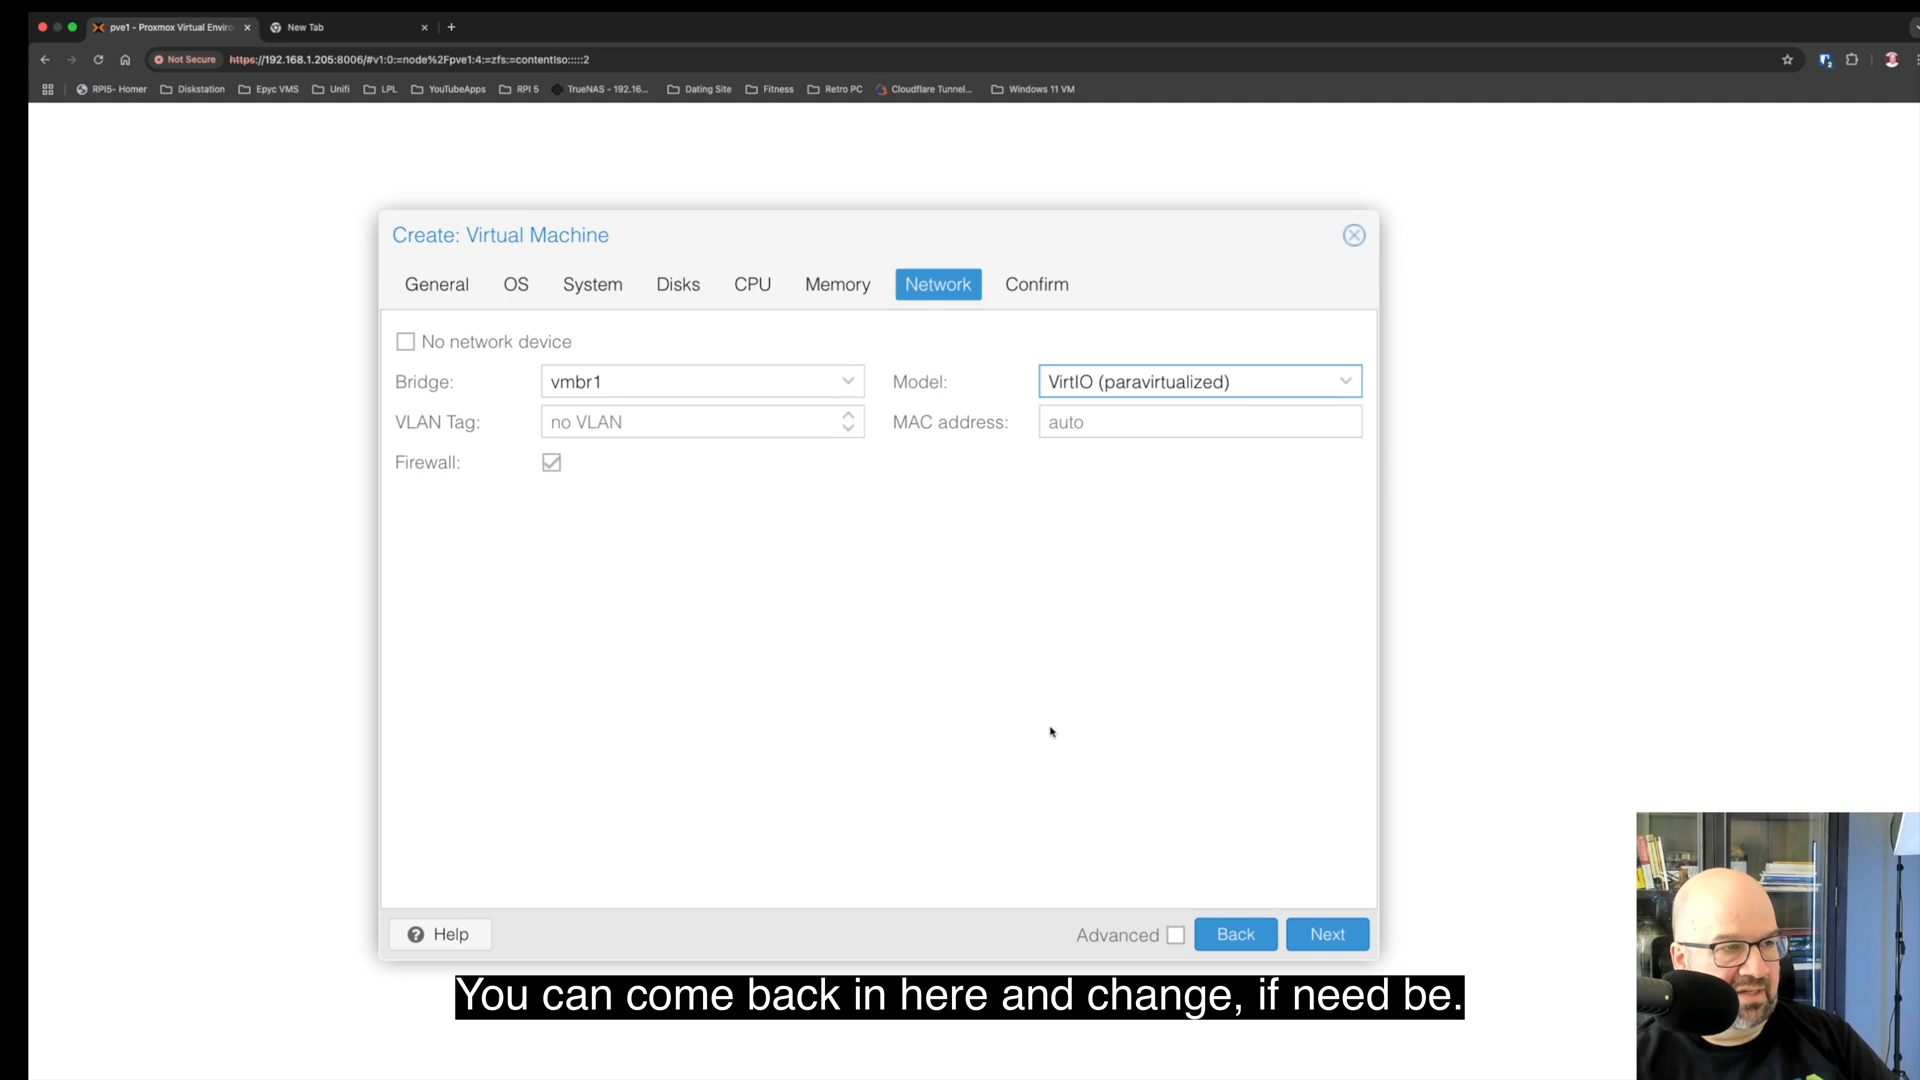 pve1 - Proxmox Virtual Enviro
New Tab
Not Secure https://192.168.1.205:8006/#v1:0:=node%2Fpve1:4:=zfs:=contentIso:::::2
RPI5- Homer Diskstation Epyc VMS Unifi LPL YouTubeApps RPI 5 TrueNAS - 192.16... Dating Site Fitness Retro PC Cloudflare Tunnel... Windows 11 VM
Create: Virtual Machine
General OS System Disks CPU Memory Network Confirm
No network device
Bridge: vmbr1 Model: VirtIO (paravirtualized)
VLAN Tag: no VLAN MAC address: auto
Firewall:
Help Advanced Back Next
You can come back in here and change, if need be.